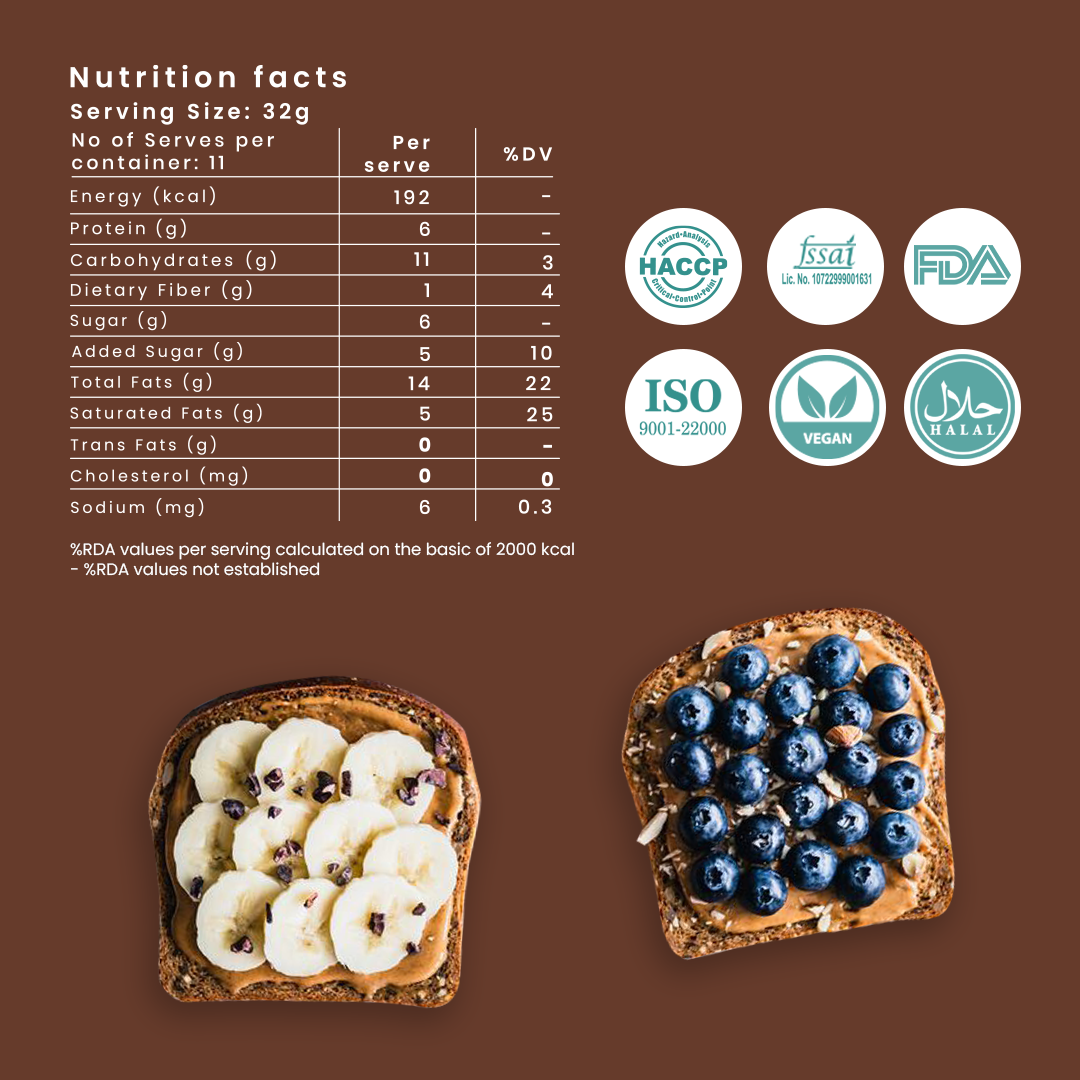 Nutrition facts
Serving Size: 32g
No of Serves per
container: 11
Per
serve
%DV
Energy (kcal) 192 -
Protein (g) 6 -
Carbohydrates (g) 11 3
Dietary Fiber (g) 1 4
Sugar (g) 6 -
Added Sugar (g) 5 10
Total Fats (g) 14 22
Saturated Fats (g) 5 25
Trans Fats (g) 0 -
Cholesterol (mg) 0 0
Sodium (mg) 6 0.3
%RDA values per serving calculated on the basic of 2000 kcal
- %RDA values not established
Hazard•Analysis
HACCP
Critical•Control•Point
fssai
Lic. No. 10722999001631
FDA
ISO
9001-22000
VEGAN
حلال
HALAL